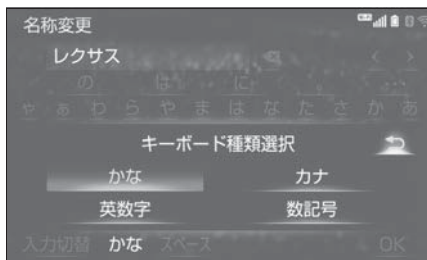 名称変更
レクサス
の は に
ゃ ぁ わ ら や ま は な た さ か あ
キーボード種類選択
かな カナ
英数字 数記号
入力切替 かな スペース OK